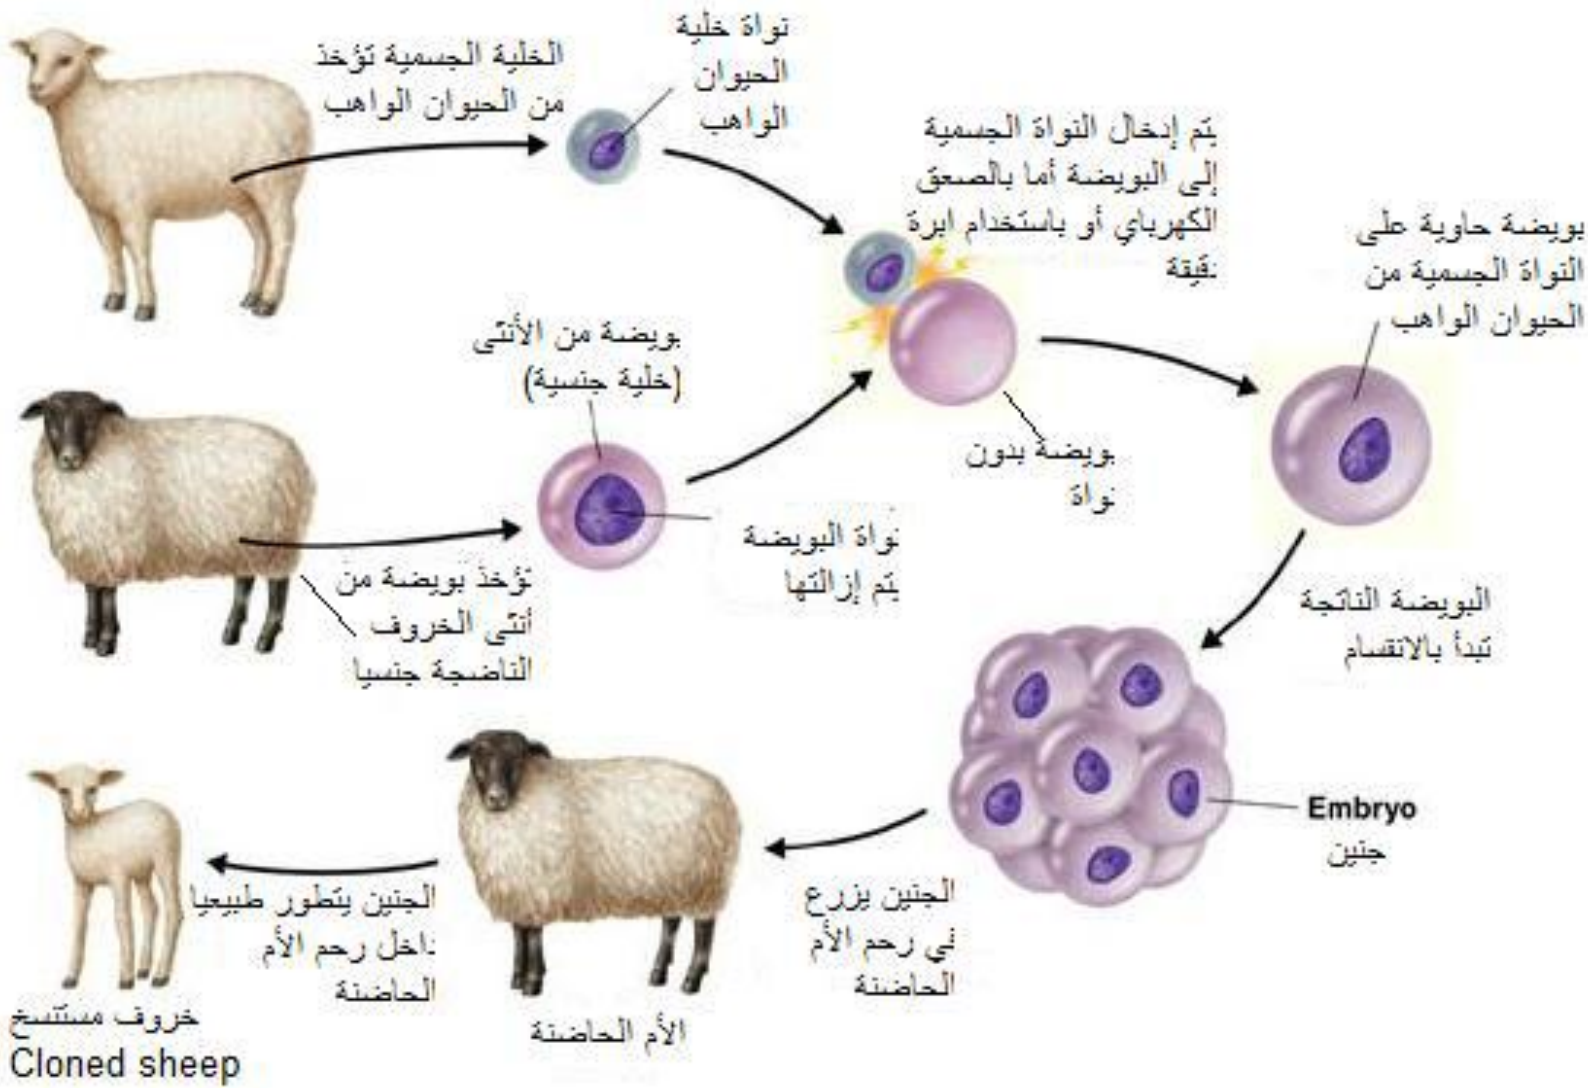 الخلية الجسمية تؤخذ
من الحيوان الواهب
نواة خلية
الحيوان
الواهب
يتم إدخال النواة الجسمية
إلى البويضة أما بالصعق
الكهرباي أو باستخدام ابرة
دقيقة
بويضة حاوية على
النواة الجسمية من
الحيوان الواهب
بويضة من الأنثى
(خلية جنسية)
بويضة بدون
نواة
نواة البويضة
يتم إزالتها
تؤخذ بويضة من
أنثى الخروف
الناضجة جنسيا
البويضة الناتجة
تبدأ بالانقسام
Embryo
جنين
الجنين يزرع
في رحم الأم
الحاضنة
الأم الحاضنة
الجنين يتطور طبيعيا
داخل رحم الأم
الحاضنة
خروف مستنسخ
Cloned sheep